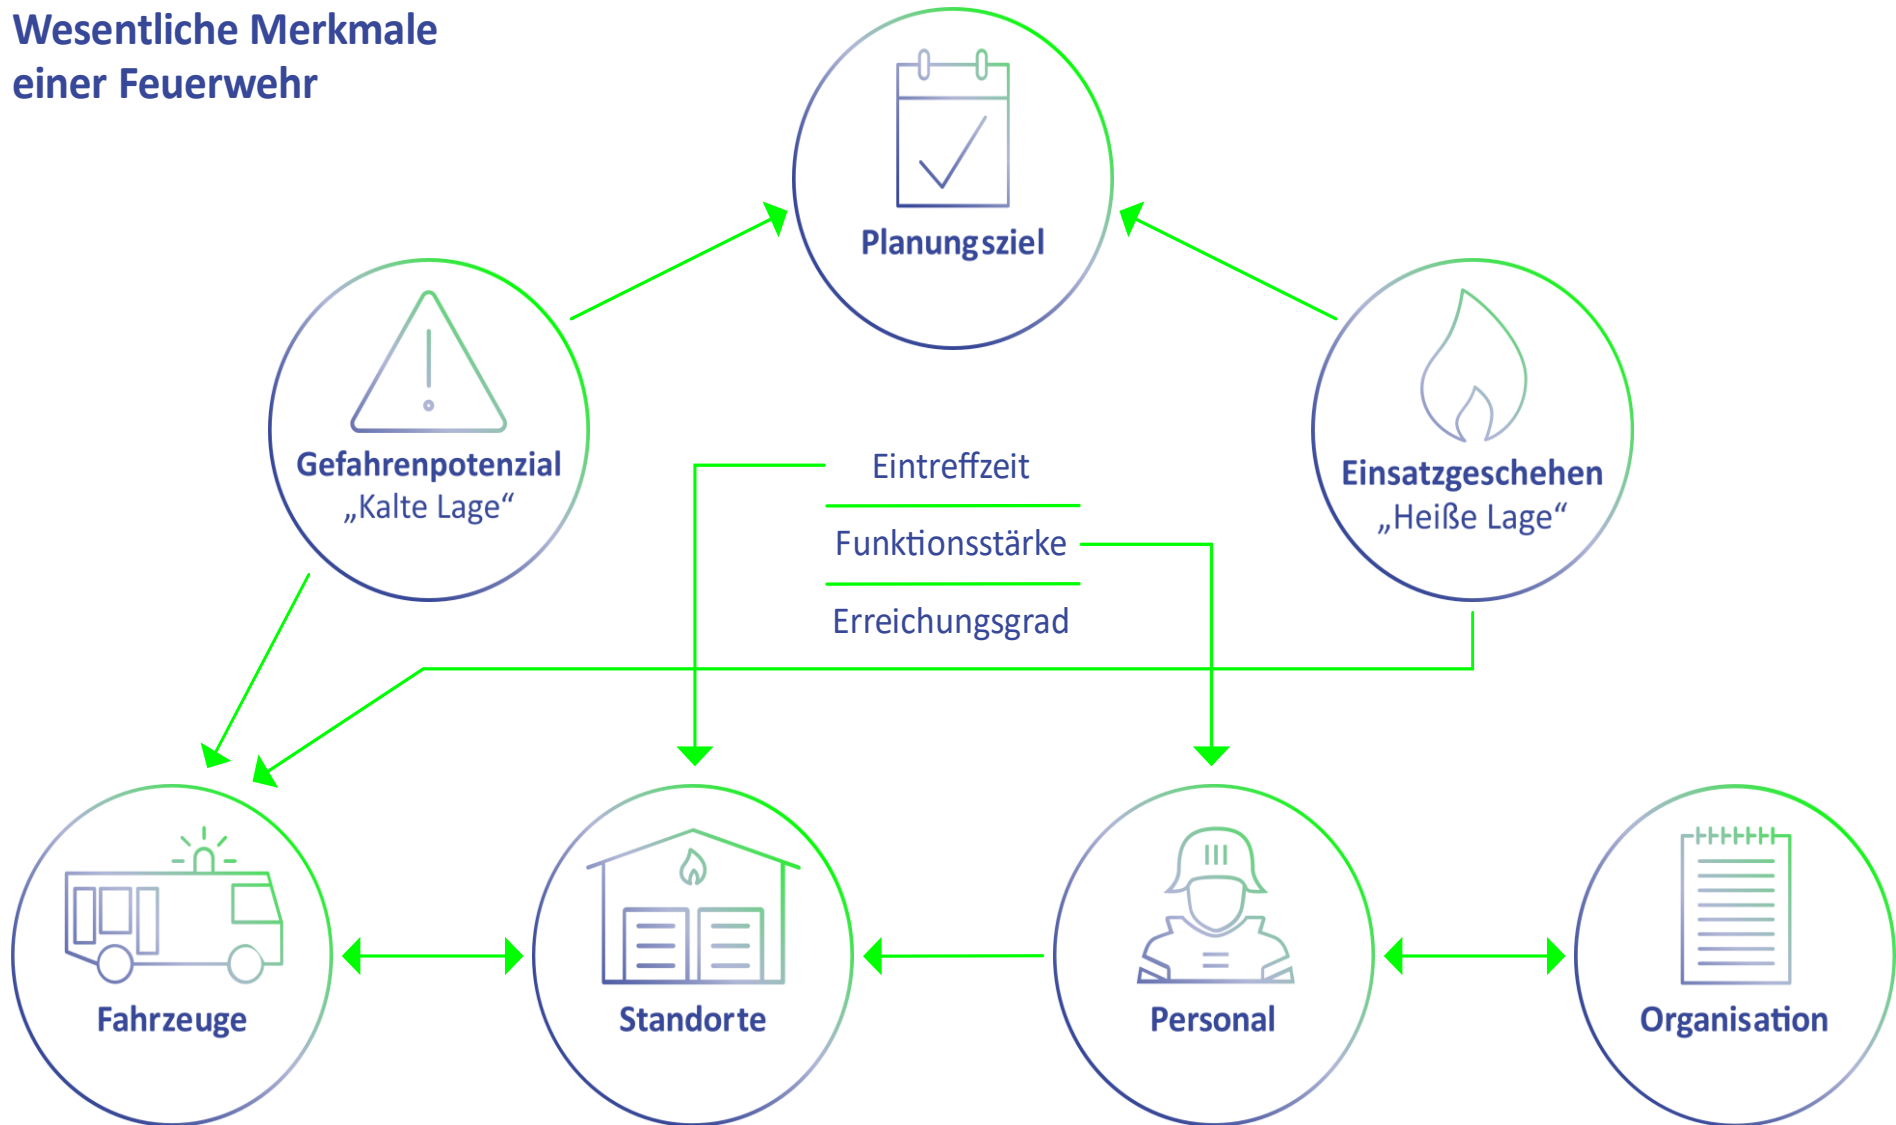 Wesentliche Merkmale
einer Feuerwehr
Planungsziel
Gefahrenpotenzial
„Kalte Lage“
Einsatzgeschehen
„Heiße Lage“
Eintreffzeit
Funktionsstärke
Erreichungsgrad
Fahrzeuge
Standorte
Personal
Organisation